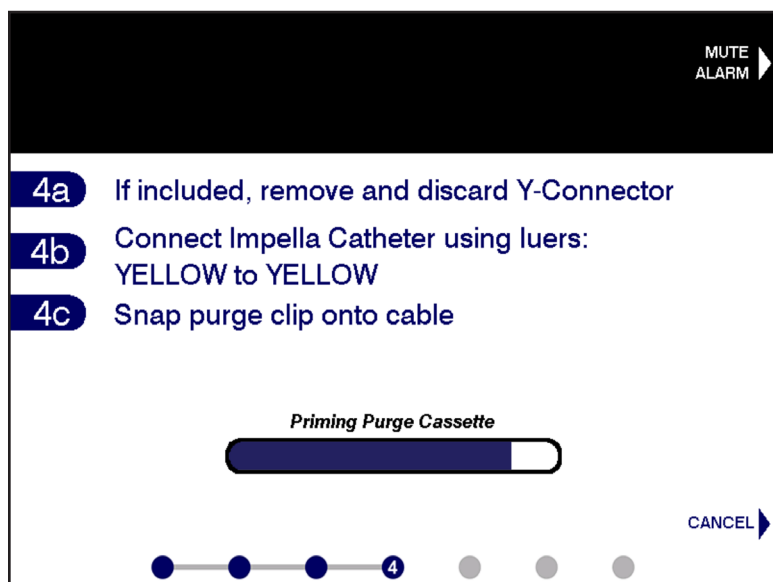 MUTE
ALARM
4a If included, remove and discard Y-Connector
4b Connect Impella Catheter using luers:
YELLOW to YELLOW
4c Snap purge clip onto cable
Priming Purge Cassette
CANCEL
4